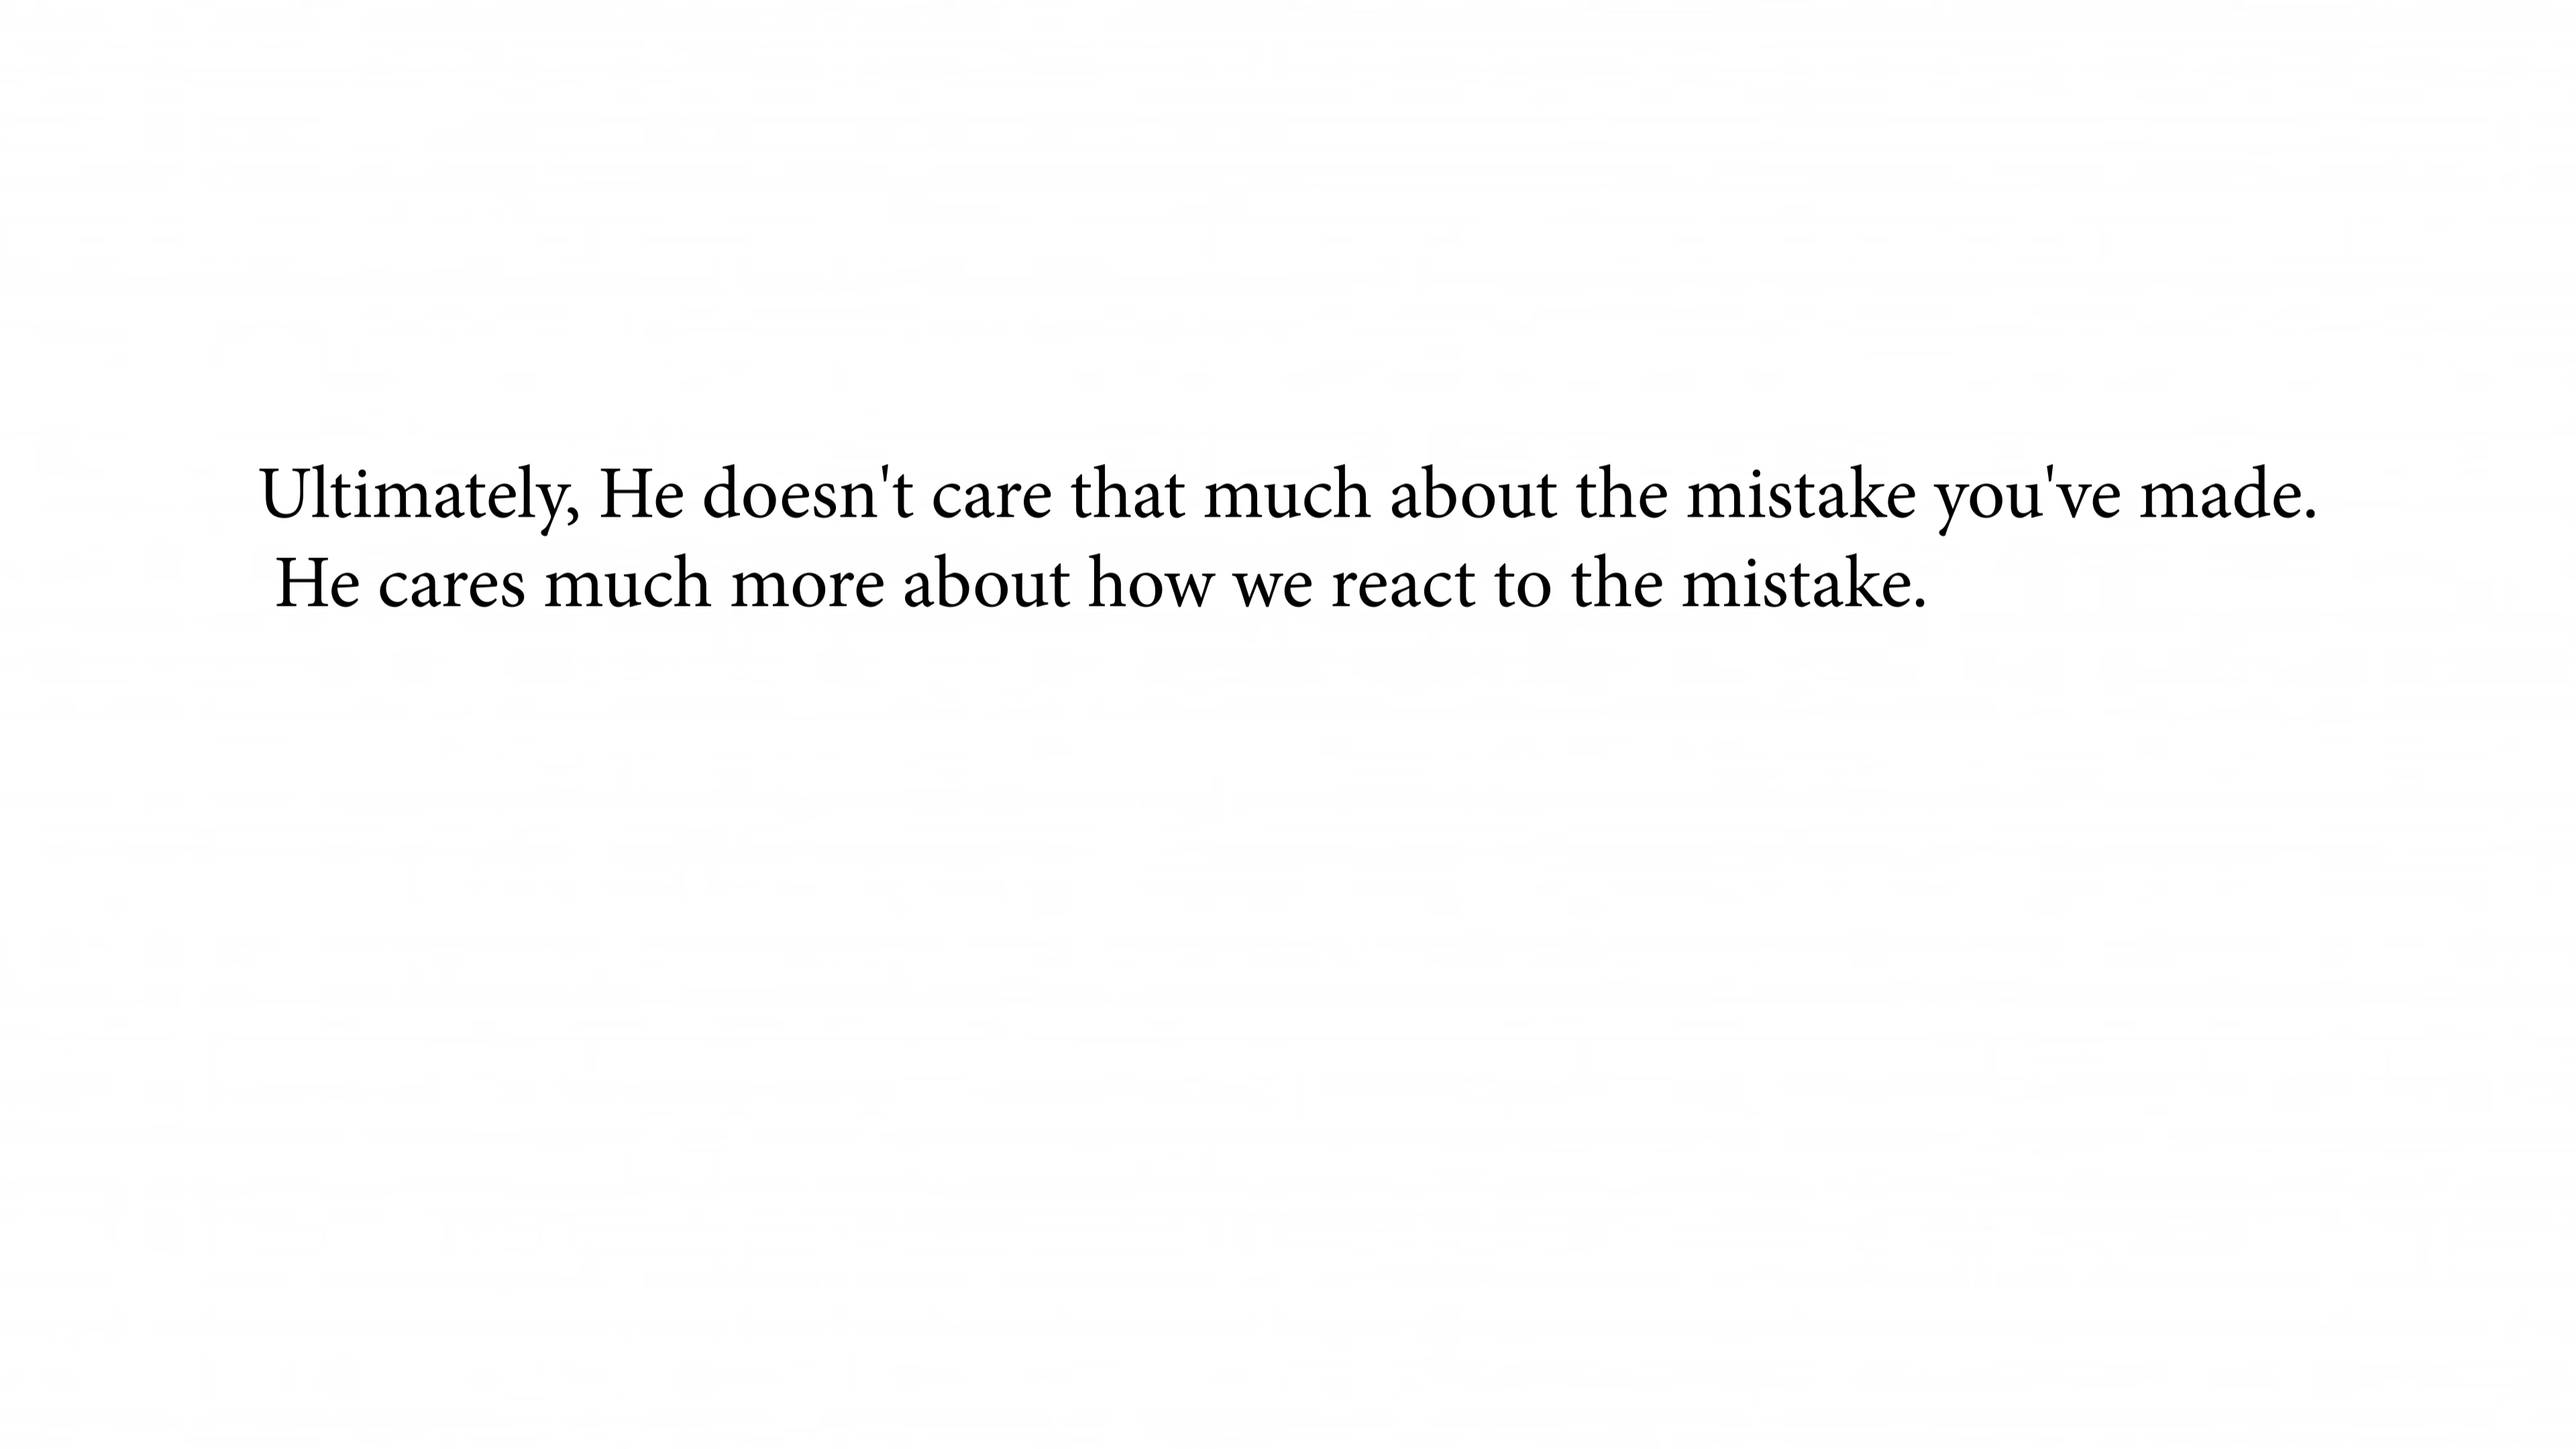 Ultimately, He doesn't care that much about the mistake you've made.
He cares much more about how we react to the mistake.